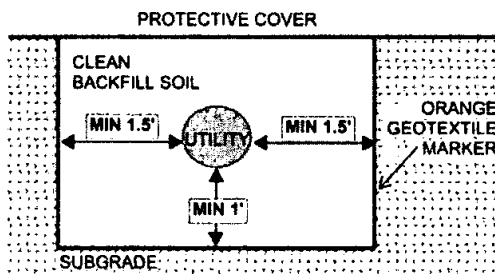 PROTECTIVE COVER
CLEAN
BACKFILL SOIL
MIN 1.5'
UTILITY
MIN 1.5'
ORANGE
GEOTEXTILE
MARKER
MIN 1'
SUBGRADE